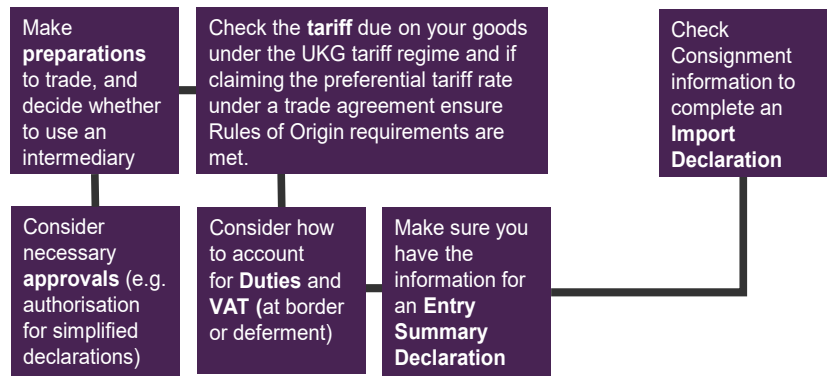 Make
preparations
to trade, and
decide whether
to use an
intermediary
Check the tariff due on your goods
under the UKG tariff regime and if
claiming the preferential tariff rate
under a trade agreement ensure
Rules of Origin requirements are
met.
Check
Consignment
information to
complete an
Import
Declaration
Consider
necessary
approvals (e.g.
authorisation
for simplified
declarations)
Consider how
to account
for Duties and
VAT (at border
or deferment)
Make sure you
have the
information for
an Entry
Summary
Declaration